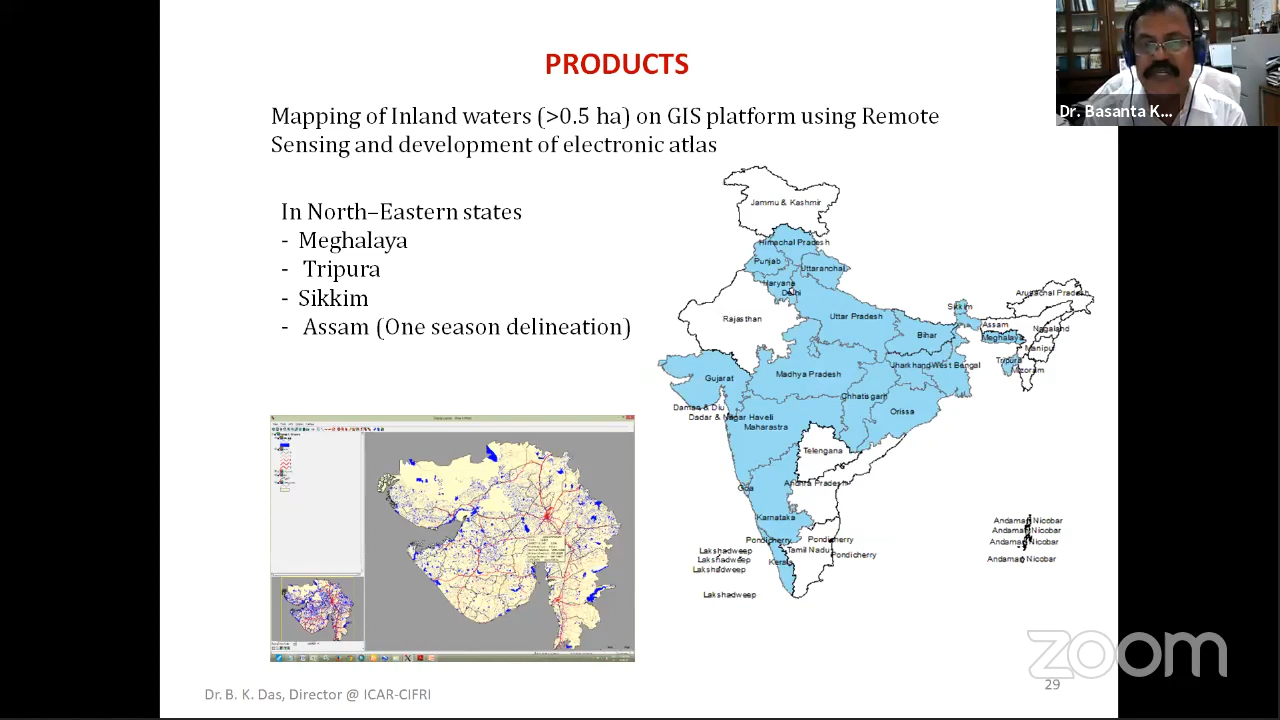 PRODUCTS
Dr. Basanta K...
Mapping of Inland waters (>0.5 ha) on GIS platform using Remote
Sensing and development of electronic atlas
In North–Eastern states
- Meghalaya
- Tripura
- Sikkim
- Assam (One season delineation)
Jammu & Kashmir
Himachal Pradesh
Punjab
Uttaranchal
Haryana
Delhi
Rajasthan
Uttar Pradesh
Bihar
Sikkim
Arunachal Pradesh
Assam
Nagaland
Meghalaya
Manipur
Tripura
Mizoram
Gujarat
Madhya Pradesh
Jharkhand
West Bengal
Chhatisgarh
Orissa
Daman & Diu
Dadar & Nagar Haveli
Maharastra
Telengana
Goa
Andhra Pradesh
Karnataka
Pondicherry
Pondicherry
Tamil Nadu
Pondicherry
Kerala
Lakshadweep
Lakshadweep
Lakshadweep
Lakshadweep
Andaman Nicobar
Andaman Nicobar
Andaman Nicobar
Andaman Nicobar
zoom
Dr. B. K. Das, Director @ ICAR-CIFRI
29